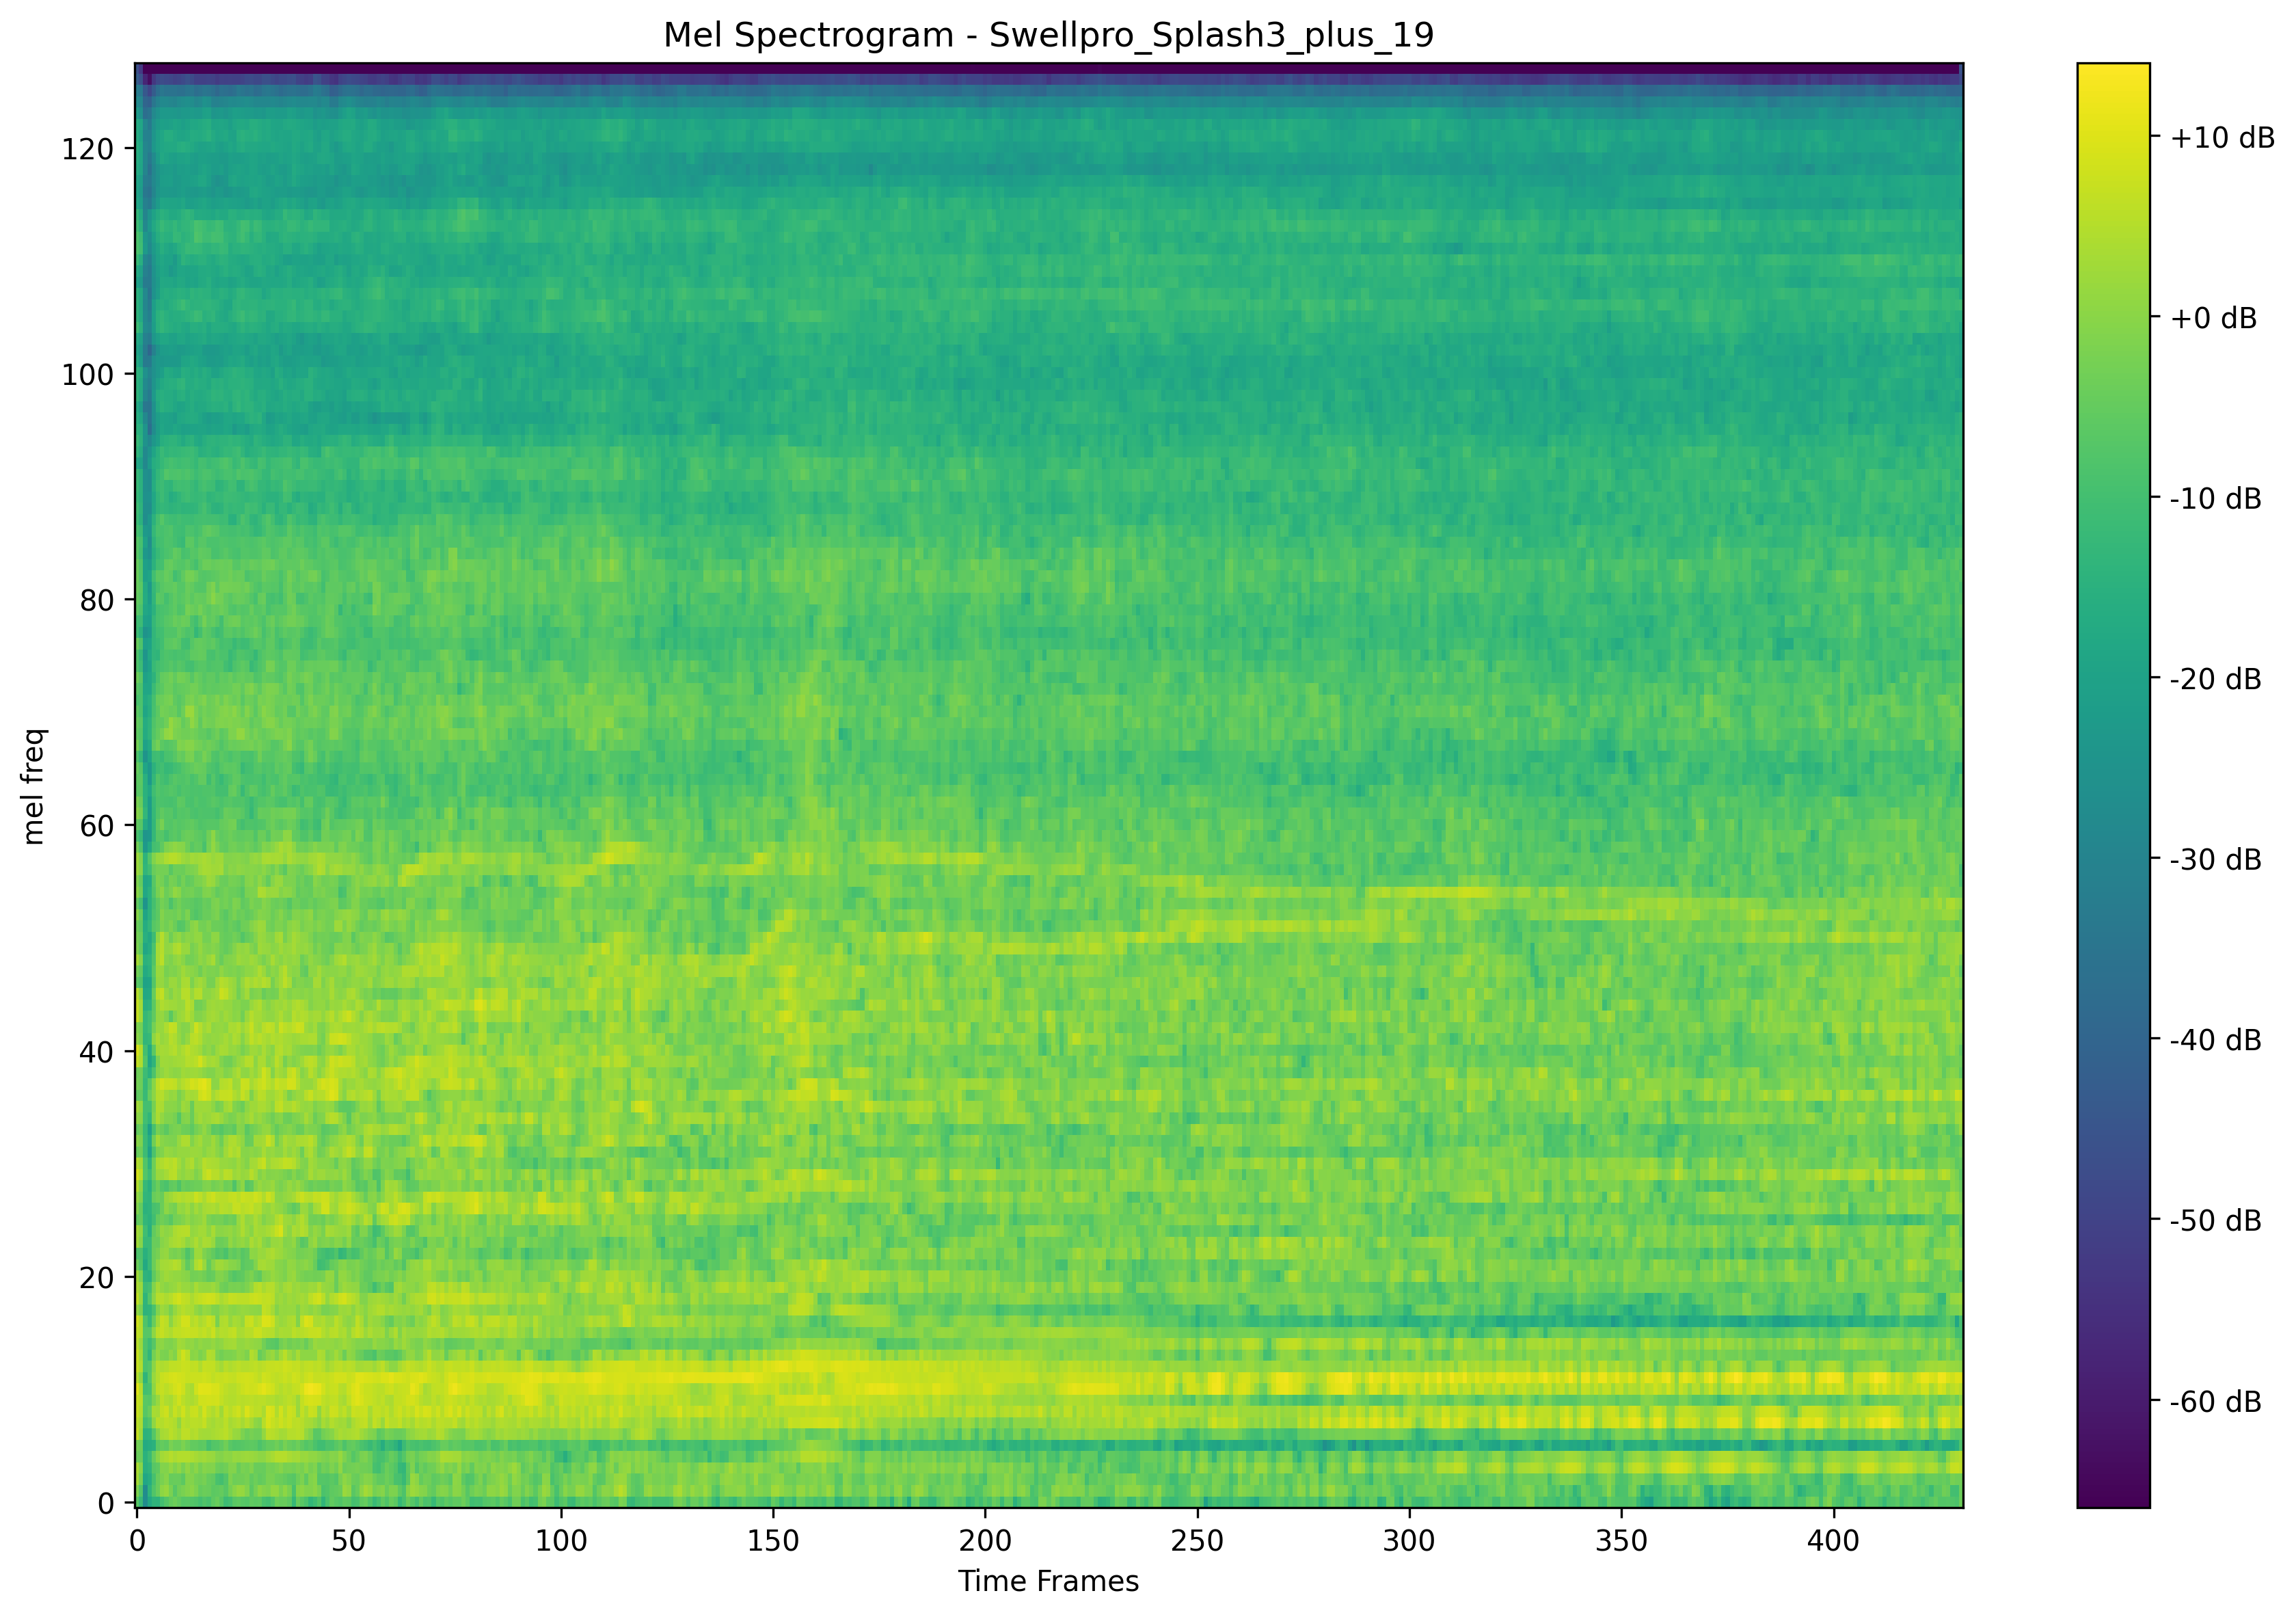 Mel Spectrogram - Swellpro_Splash3_plus_19
mel freq
120
100
80
60
40
20
0
0 50 100 150 200 250 300 350 400
Time Frames
+10 dB
+0 dB
-10 dB
-20 dB
-30 dB
-40 dB
-50 dB
-60 dB